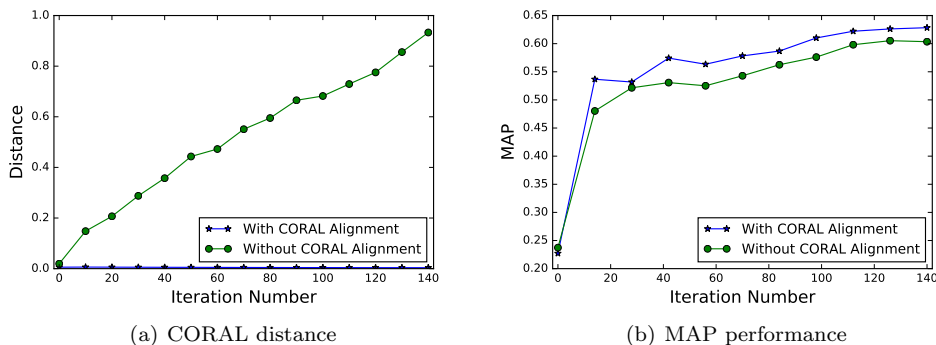 1.0
0.8
0.6
0.4
0.2
0.0
0 20 40 60 80 100 120 140
Distance
Iteration Number
With CORAL Alignment
Without CORAL Alignment
(a) CORAL distance
0.65
0.60
0.55
0.50
0.45
0.40
0.35
0.30
0.25
0.20
0 20 40 60 80 100 120 140
MAP
Iteration Number
With CORAL Alignment
Without CORAL Alignment
(b) MAP performance